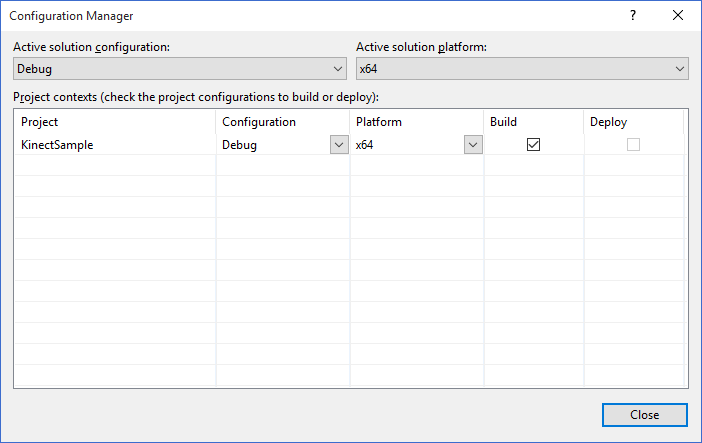 Configuration Manager
?
Active solution configuration: Active solution platform:
Debug x64
Project contexts (check the project configurations to build or deploy):
Project Configuration Platform Build Deploy
KinectSample Debug x64
Close